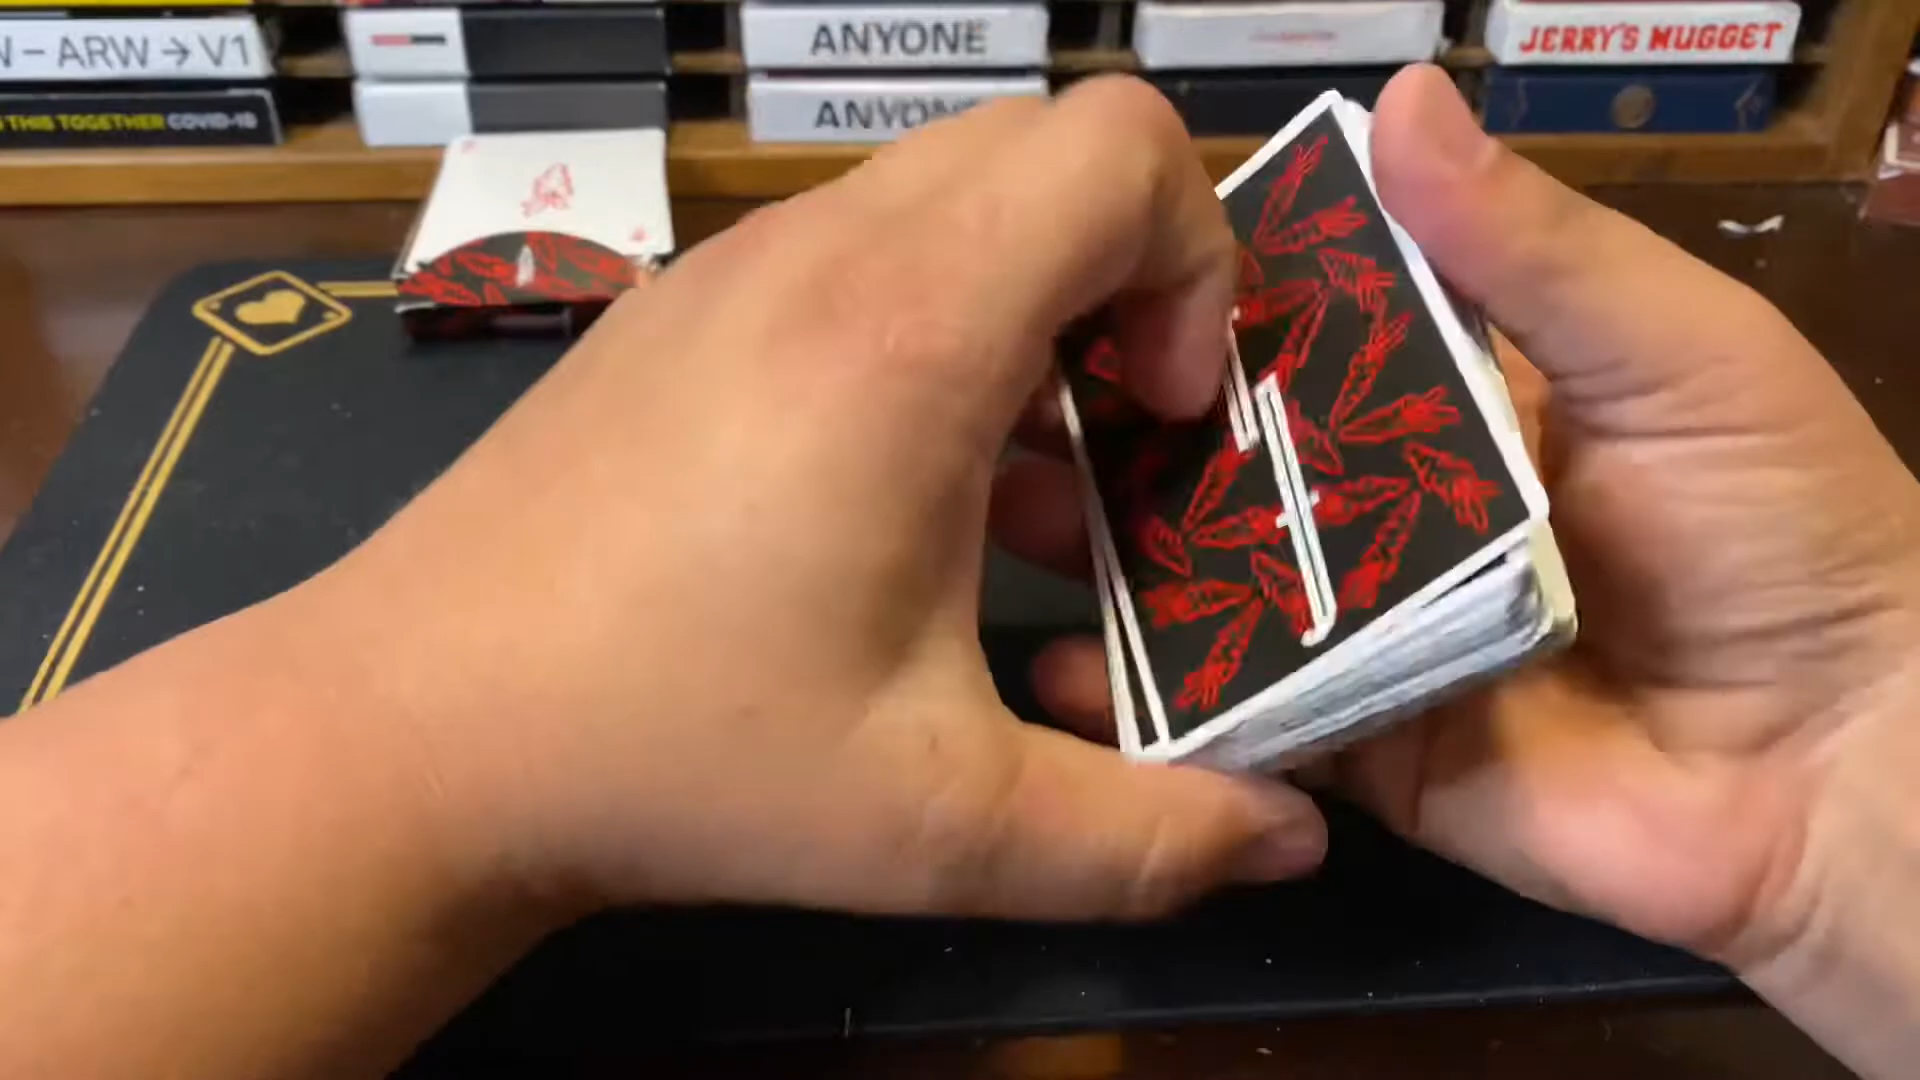 W – ARW → V1
ANYONE
JERRY'S NUGGET
THIS TOGETHER COVID-19
ANYONE